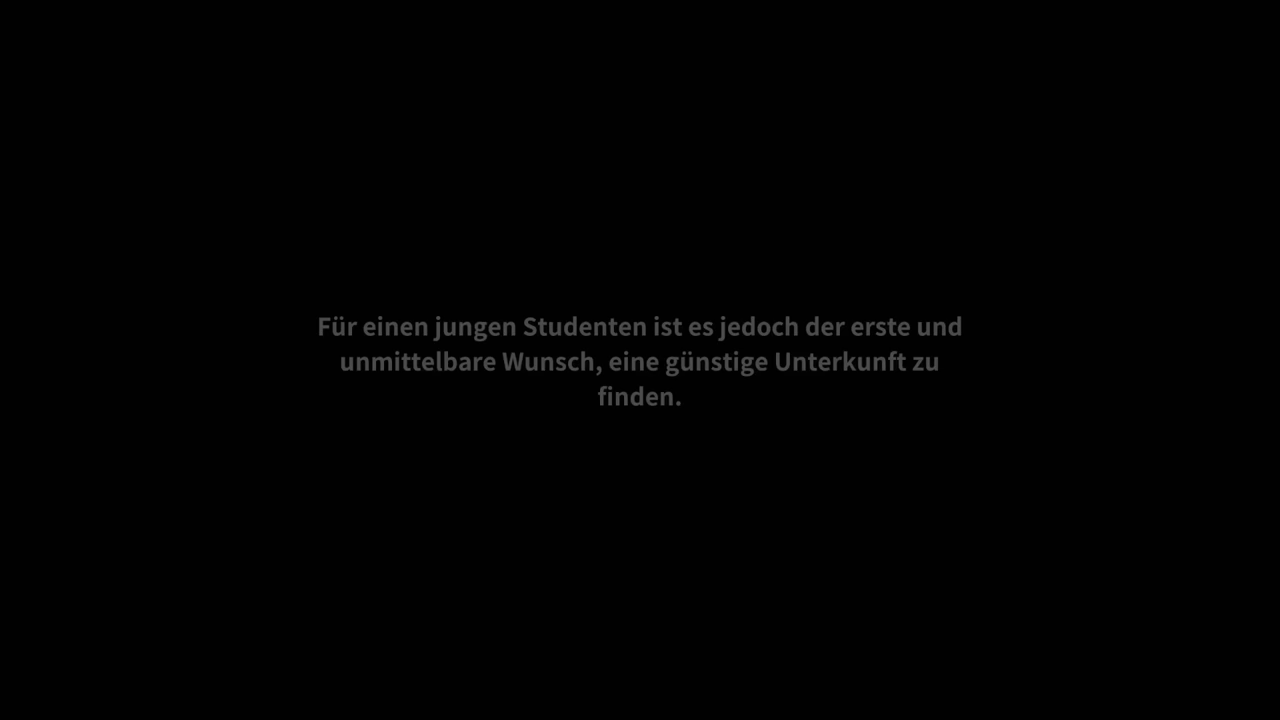 Für einen jungen Studenten ist es jedoch der erste und
unmittelbare Wunsch, eine günstige Unterkunft zu
finden.